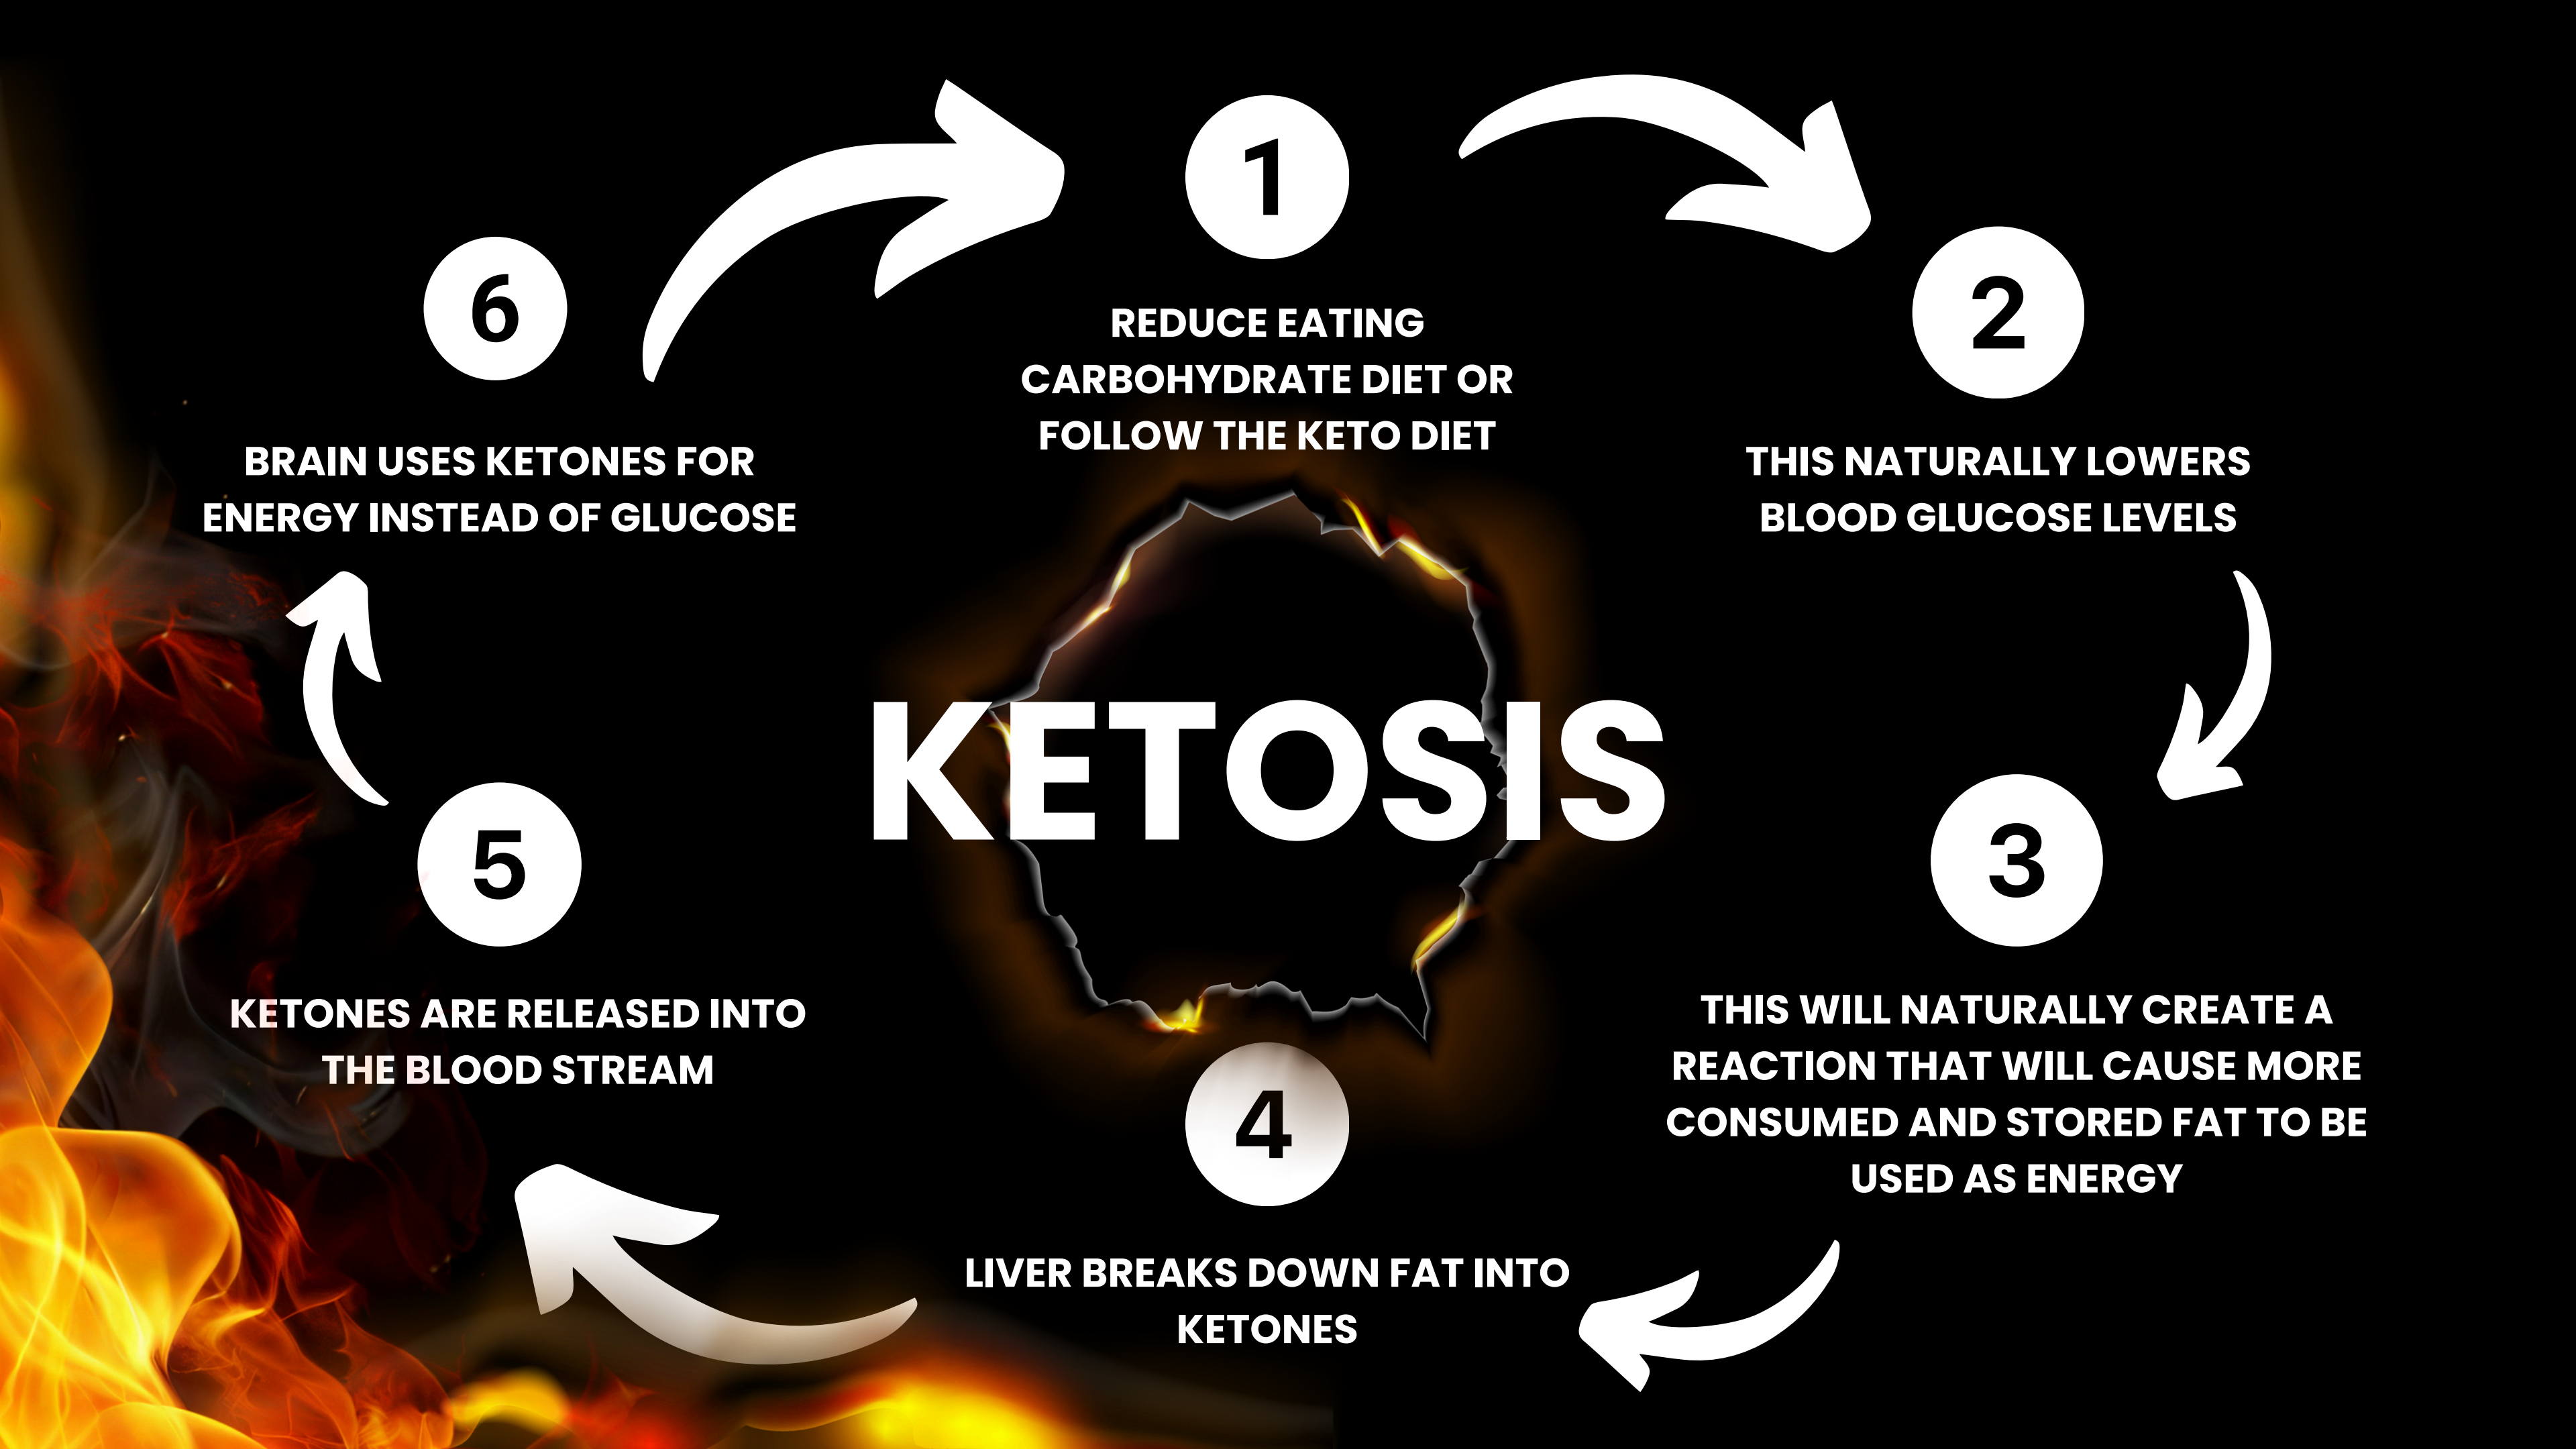 1
REDUCE EATING
CARBOHYDRATE DIET OR
FOLLOW THE KETO DIET
2
THIS NATURALLY LOWERS
BLOOD GLUCOSE LEVELS
3
THIS WILL NATURALLY CREATE A
REACTION THAT WILL CAUSE MORE
CONSUMED AND STORED FAT TO BE
USED AS ENERGY
4
LIVER BREAKS DOWN FAT INTO
KETONES
5
KETONES ARE RELEASED INTO
THE BLOOD STREAM
6
BRAIN USES KETONES FOR
ENERGY INSTEAD OF GLUCOSE
KETOSIS